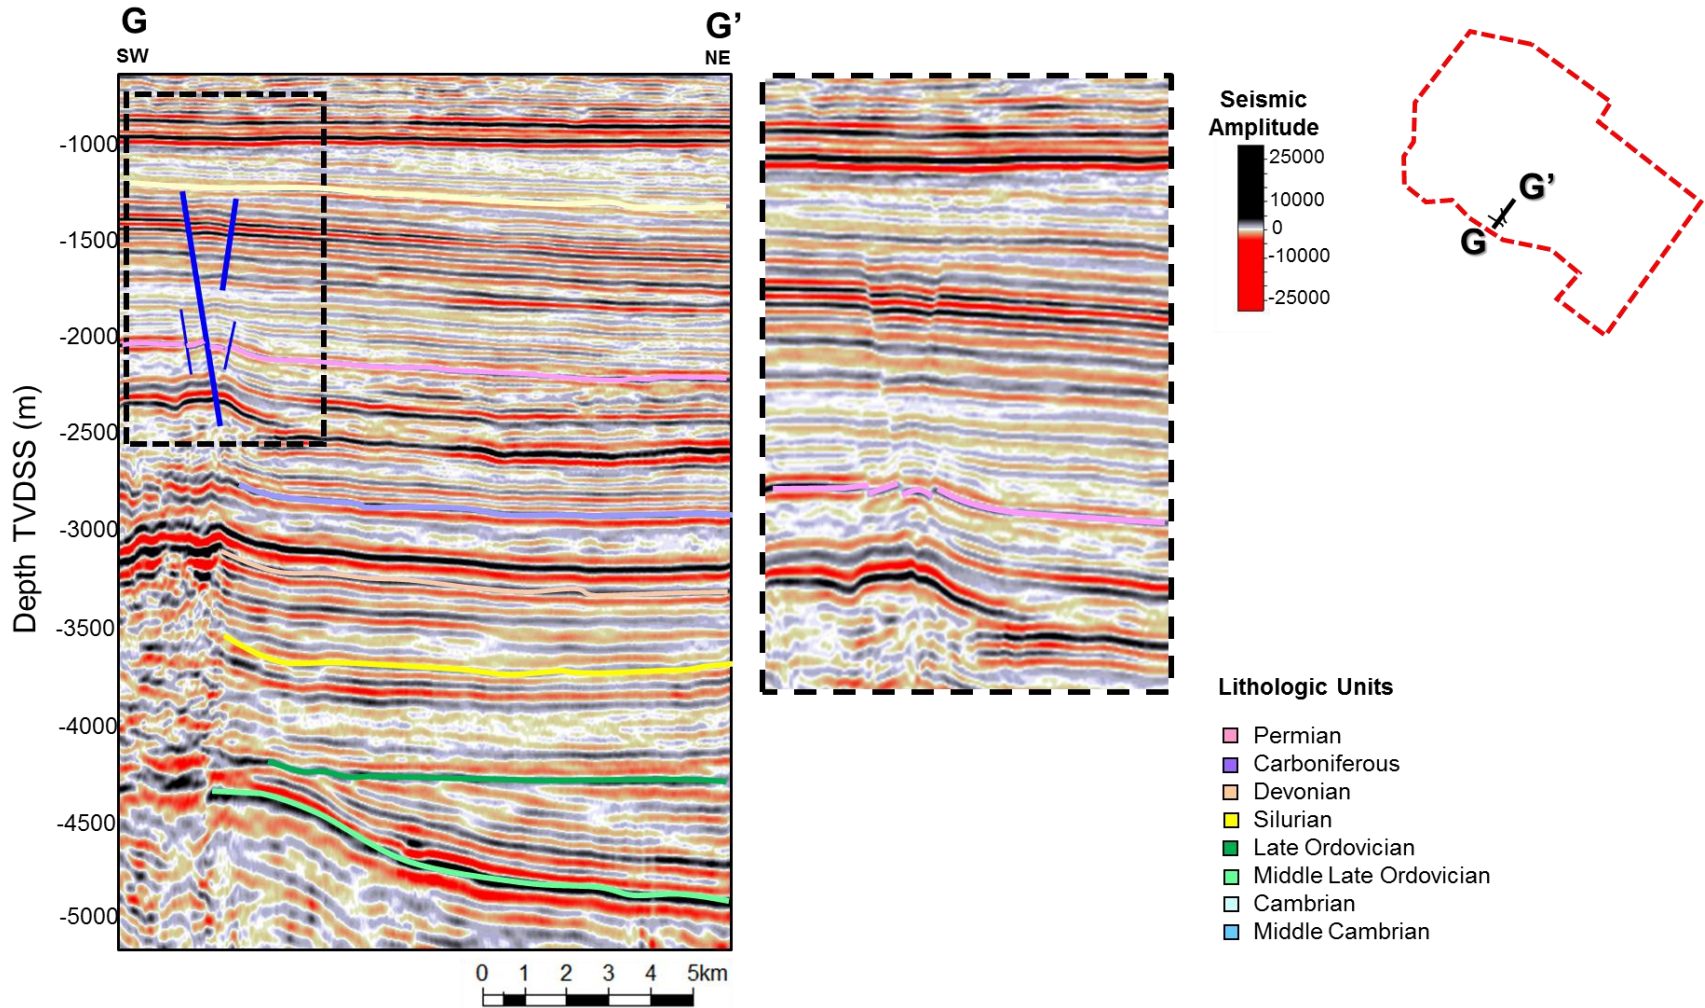 G
G’
SW
NE
Depth TVDSS (m)
-1000
-1500
-2000
-2500
-3000
-3500
-4000
-4500
-5000
0 1 2 3 4 5km
Seismic
Amplitude
25000
10000
0
-10000
-25000
G’
G
Lithologic Units
Permian
Carboniferous
Devonian
Silurian
Late Ordovician
Middle Late Ordovician
Cambrian
Middle Cambrian